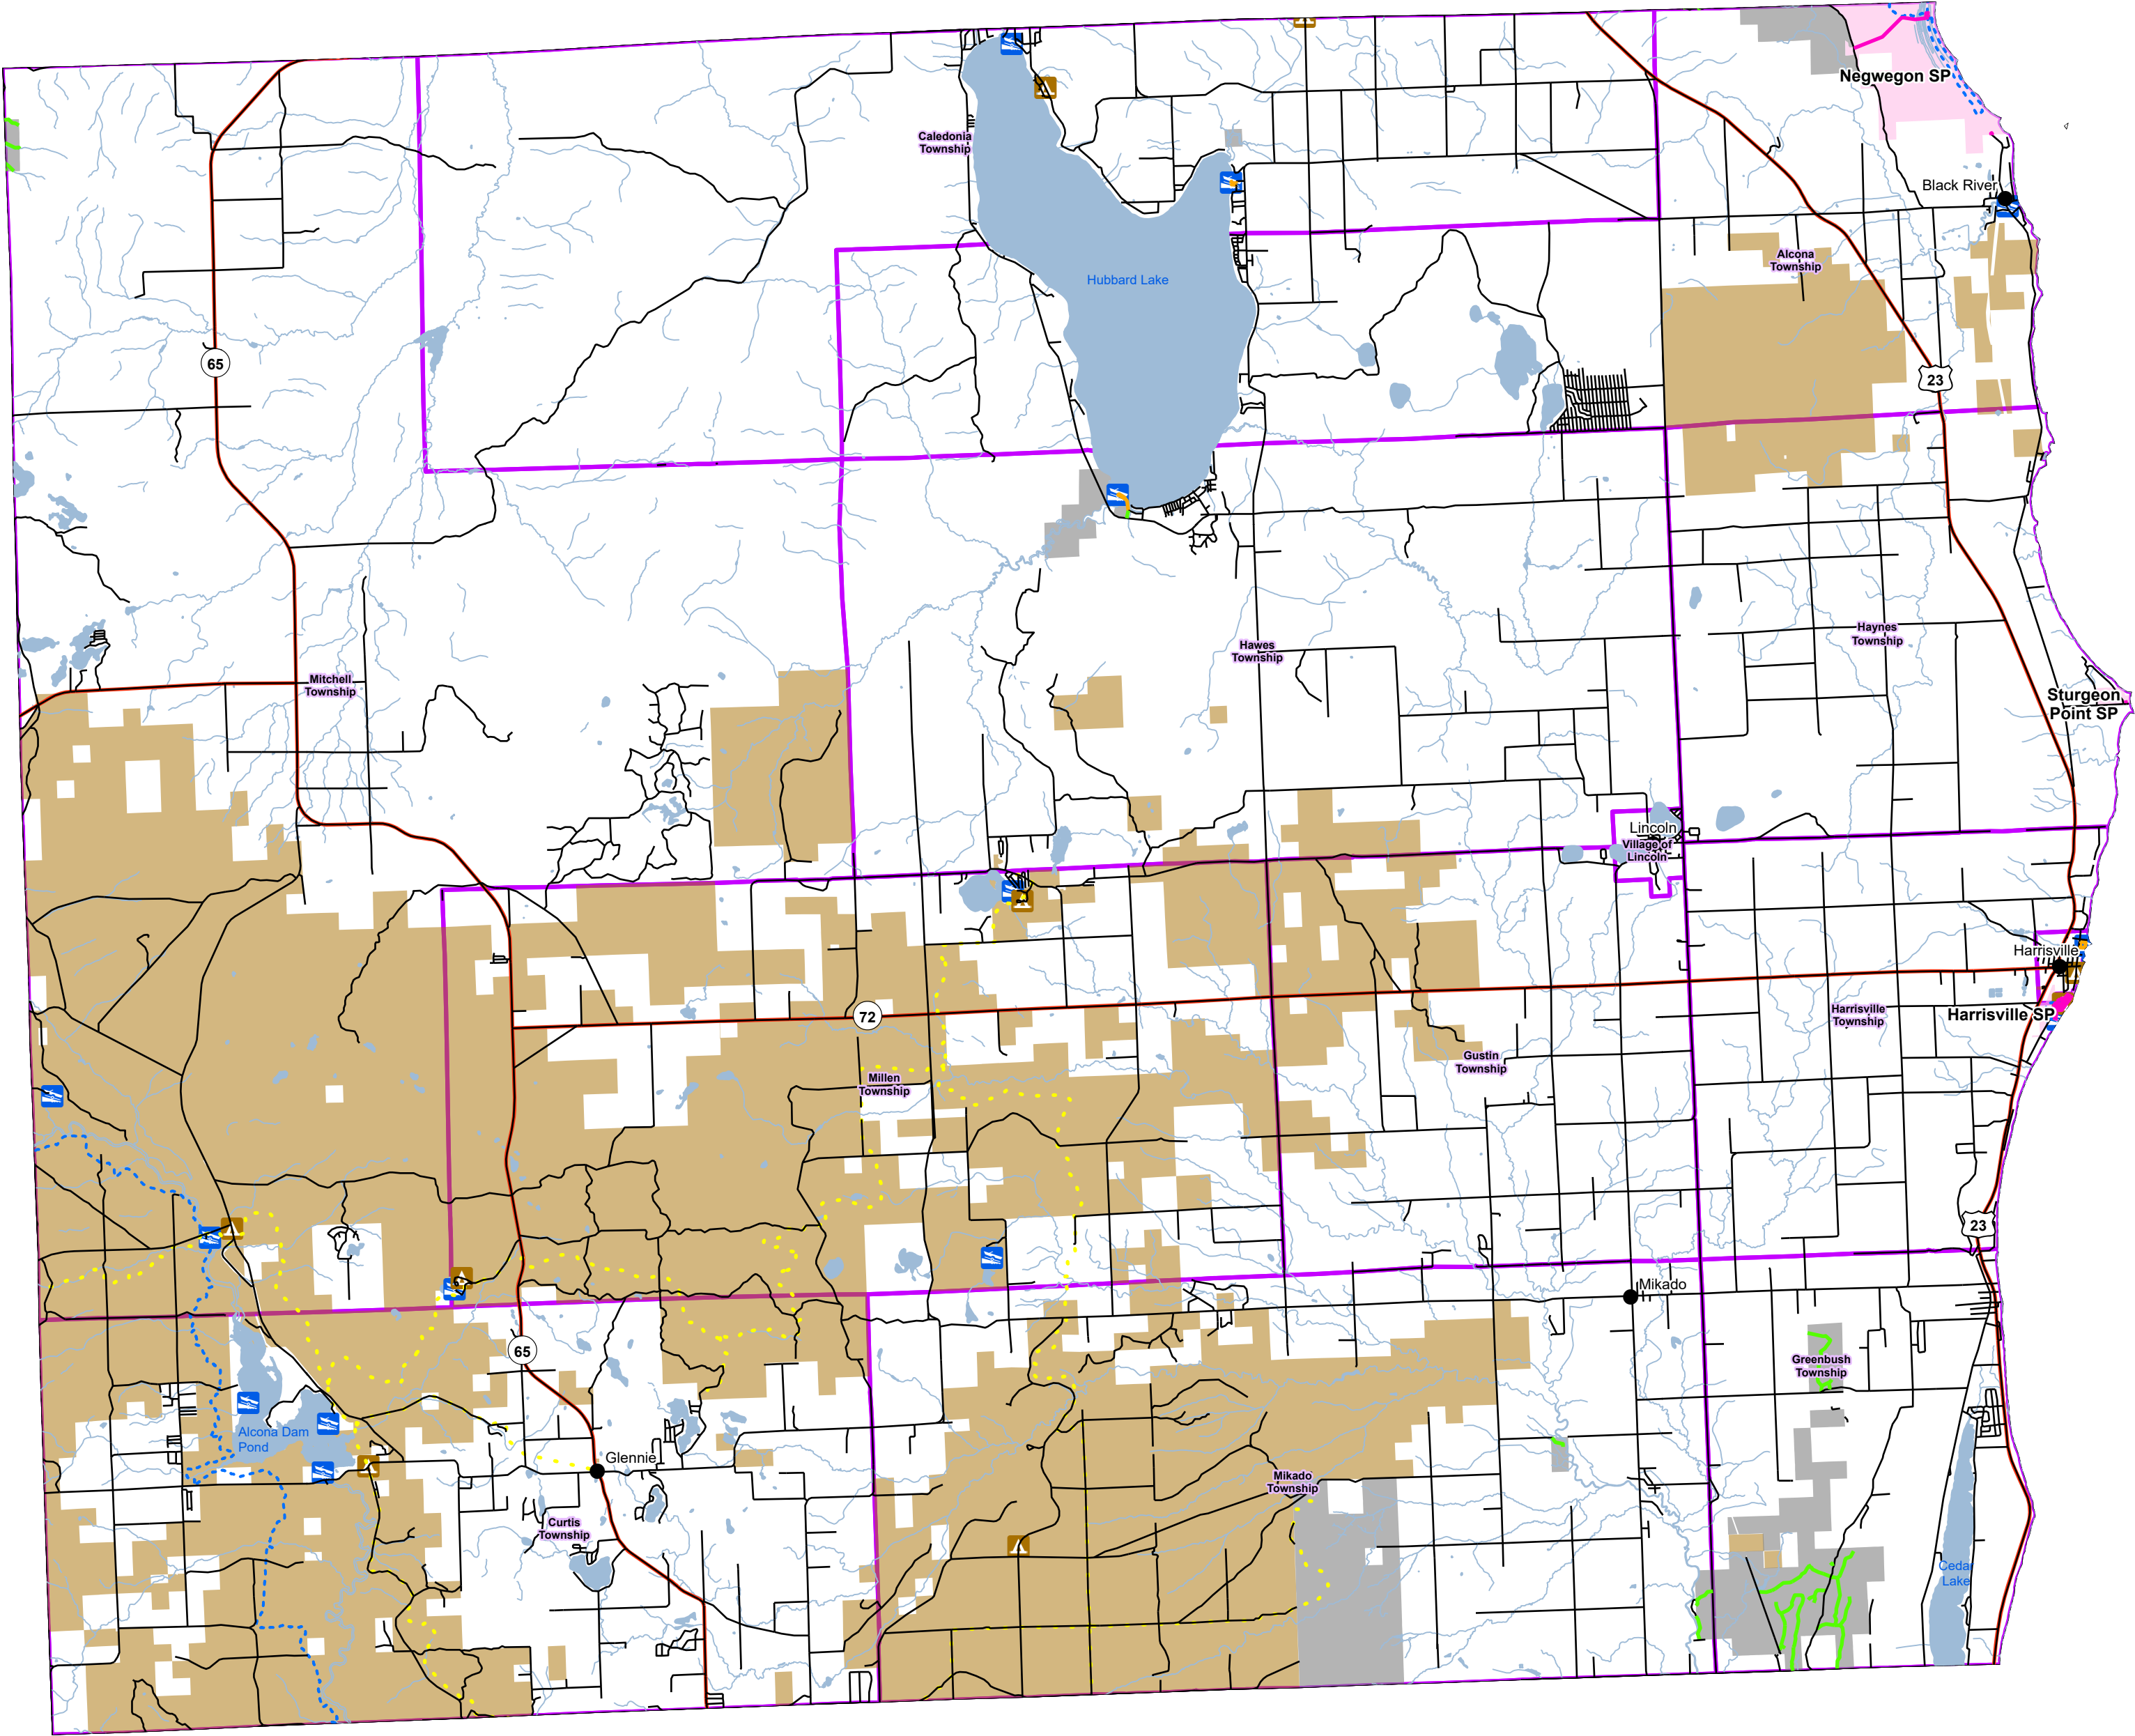 Negwegon SP
Caledonia
Township
Black River
Alcona
Township
Hubbard Lake
65
23
Haynes
Township
Hawes
Township
Mitchell
Township
Sturgeon
Point SP
Lincoln
Village of
Lincoln
Harrisville
72
Harrisville SP
Harrisville
Township
Gustin
Township
Millen
Township
23
Mikado
65
Greenbush
Township
Alcona Dam
Pond
Glennie
Mikado
Township
Curtis
Township
Cedar
Lake